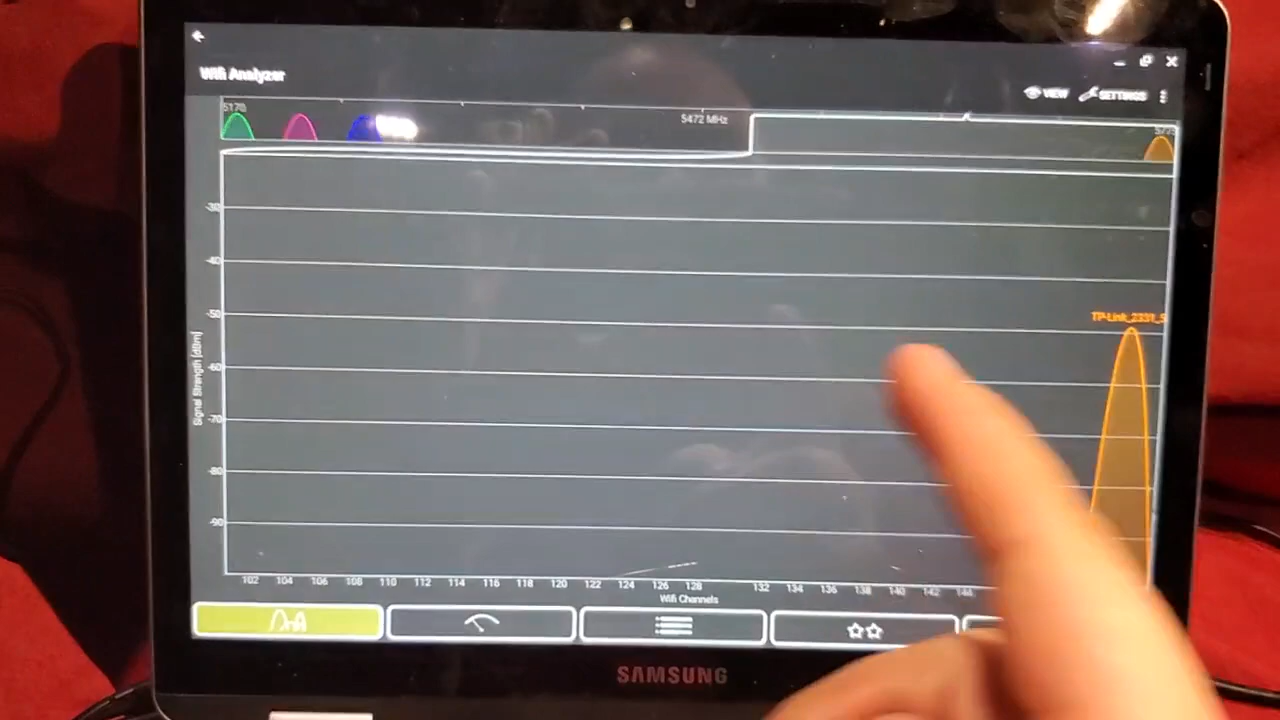 Wifi Analyzer
VIEW SETTINGS
5170
5472 MHz
-30
-40
-50
-60
-70
-80
-90
Signal Strength [dBm]
102 104 106 108 110 112 114 116 118 120 122 124 126 128 132 134 136 138 140 142 144
Wifi Channels
SAMSUNG